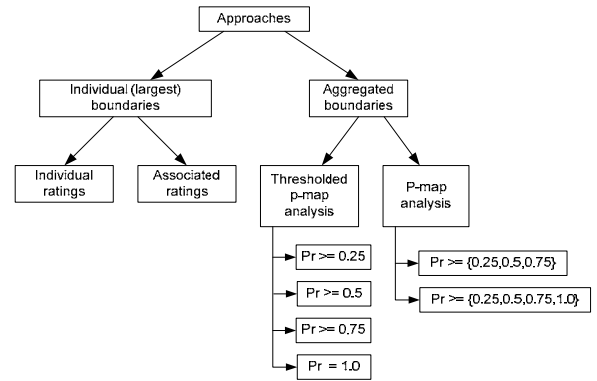 Approaches
Individual (largest)
boundaries
Aggregated
boundaries
Individual
ratings
Associated
ratings
Thresholded
p-map
analysis
P-map
analysis
Pr >= 0.25
Pr >= 0.5
Pr >= 0.75
Pr = 1.0
Pr >= {0.25,0.5,0.75}
Pr >= {0.25,0.5,0.75,1.0}